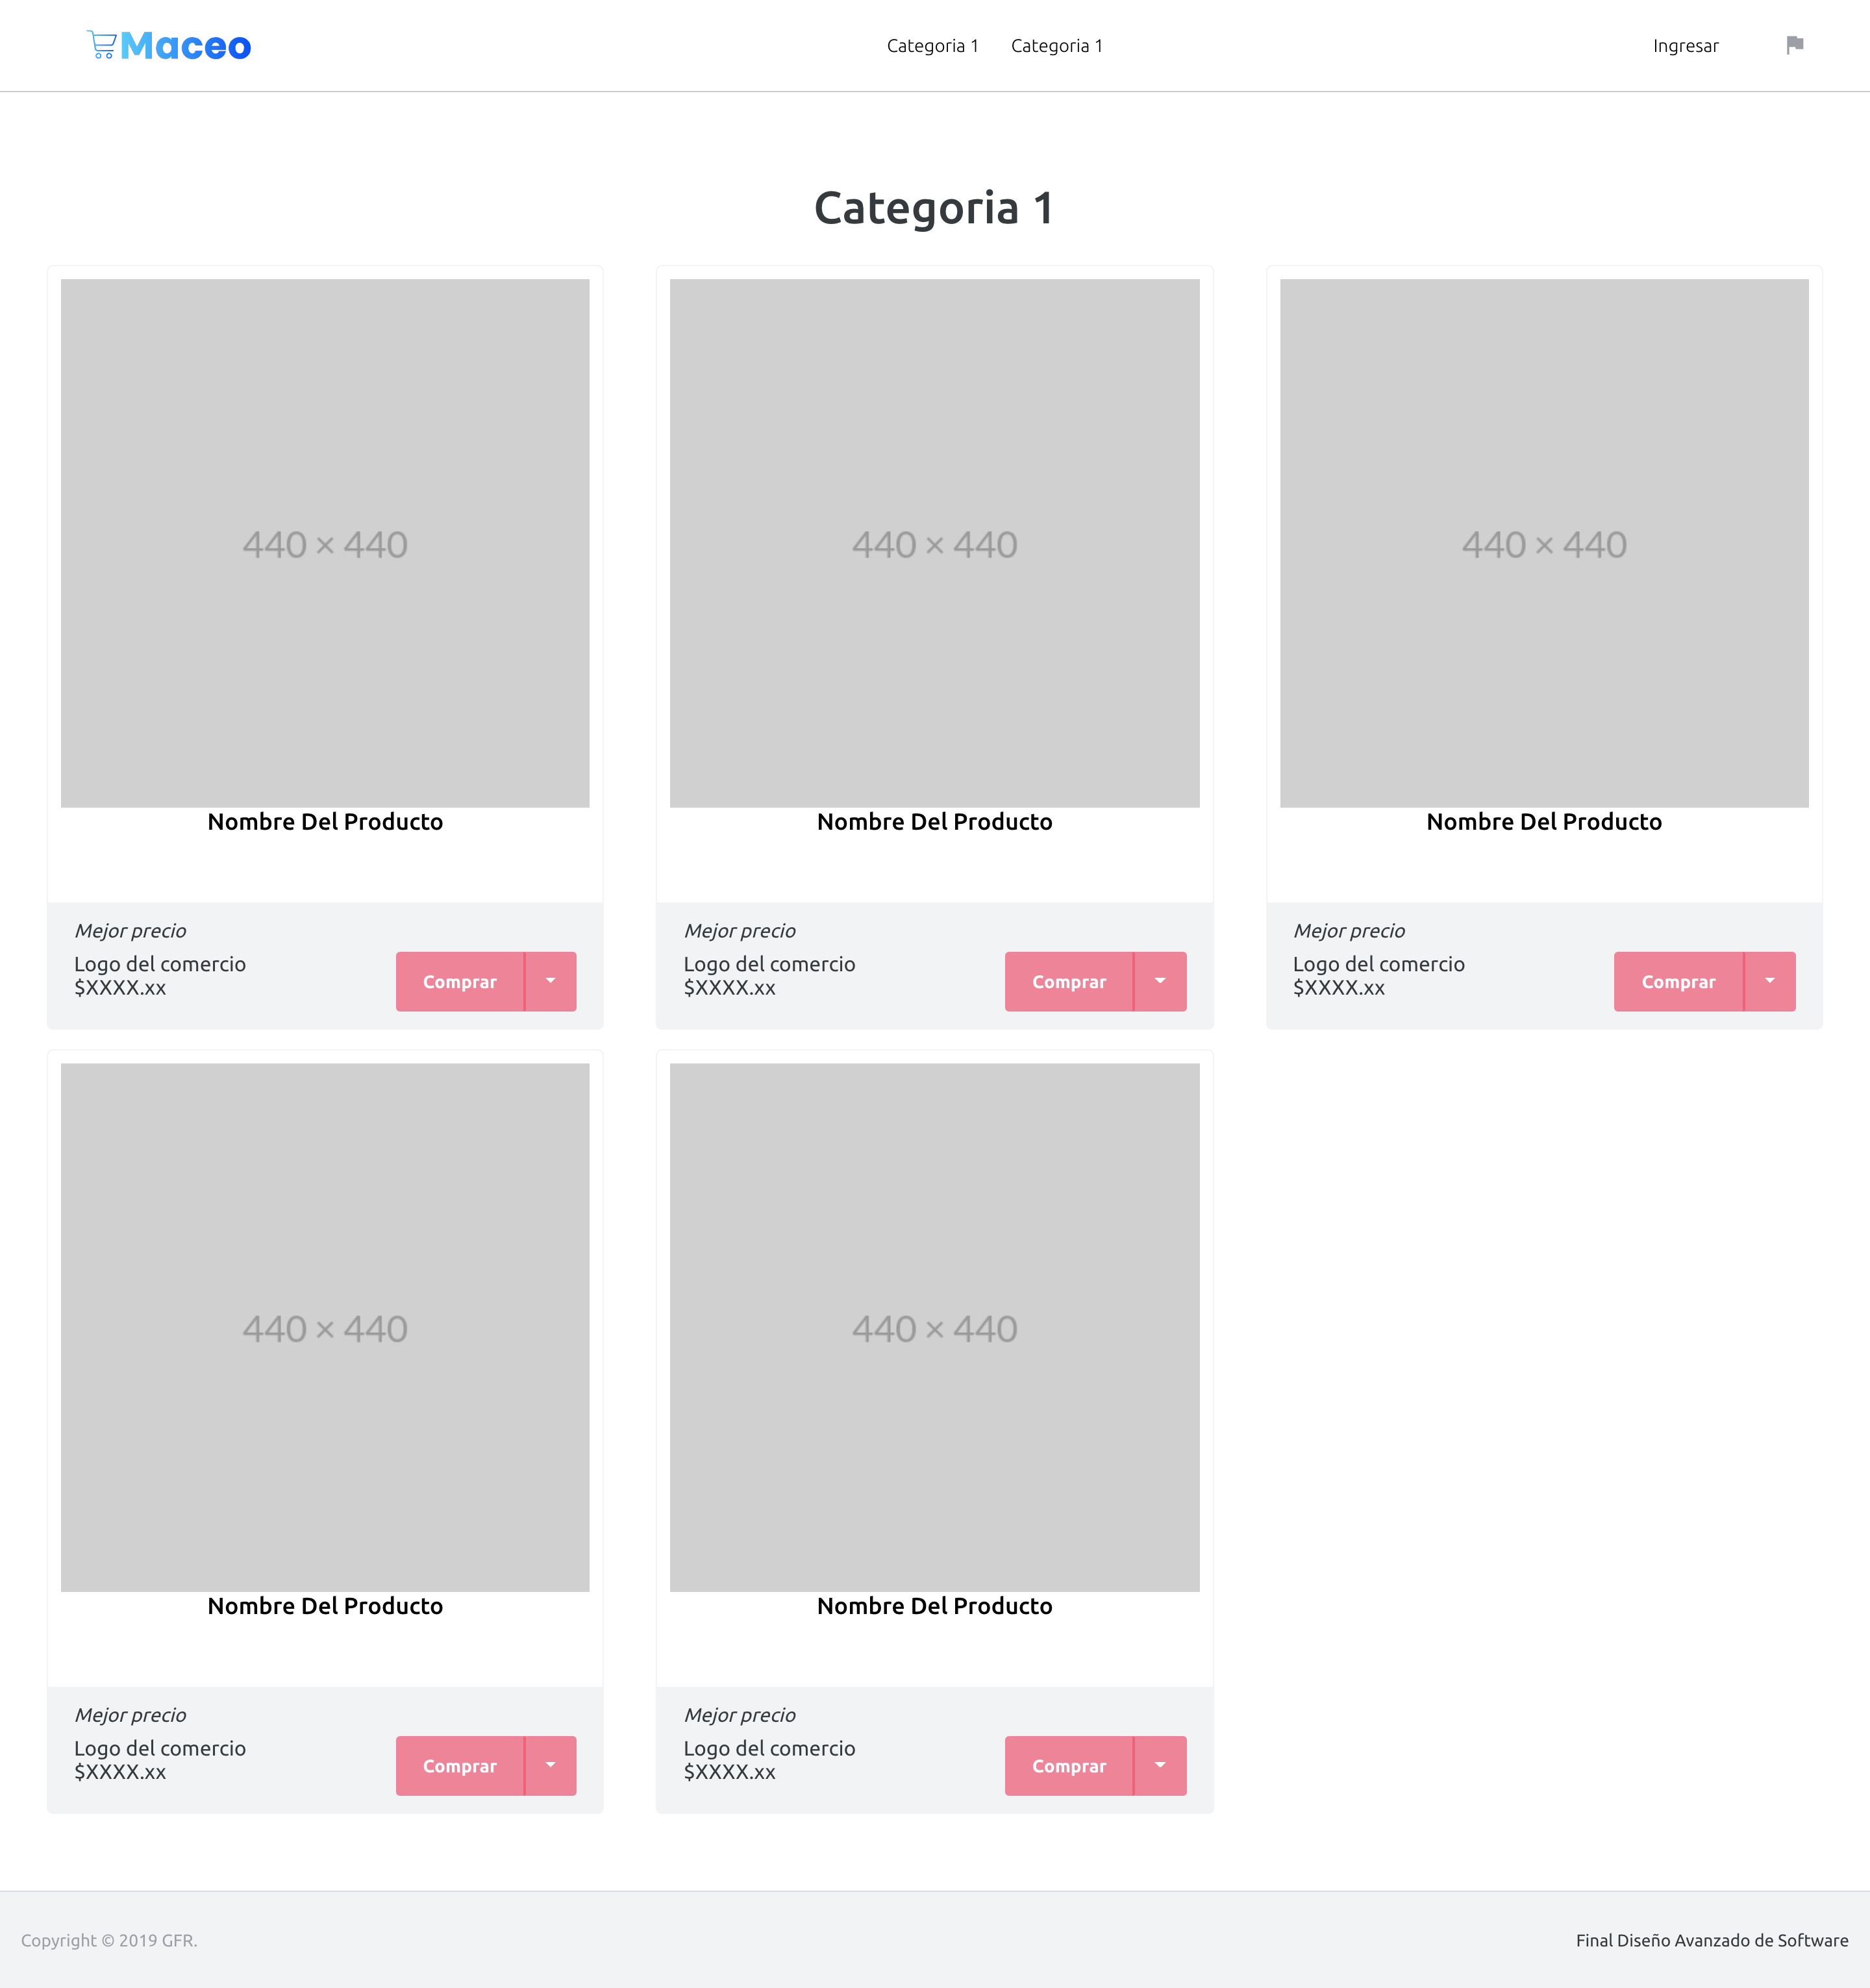 Maceo
Categoria 1 Categoria 1
Ingresar
Categoria 1
440 × 440
440 × 440
440 × 440
Nombre Del Producto
Nombre Del Producto
Nombre Del Producto
Mejor precio
Logo del comercio
$XXXX.xx
Comprar
Mejor precio
Logo del comercio
$XXXX.xx
Comprar
Mejor precio
Logo del comercio
$XXXX.xx
Comprar
440 × 440
440 × 440
Nombre Del Producto
Nombre Del Producto
Mejor precio
Logo del comercio
$XXXX.xx
Comprar
Mejor precio
Logo del comercio
$XXXX.xx
Comprar
Copyright © 2019 GFR.
Final Diseño Avanzado de Software